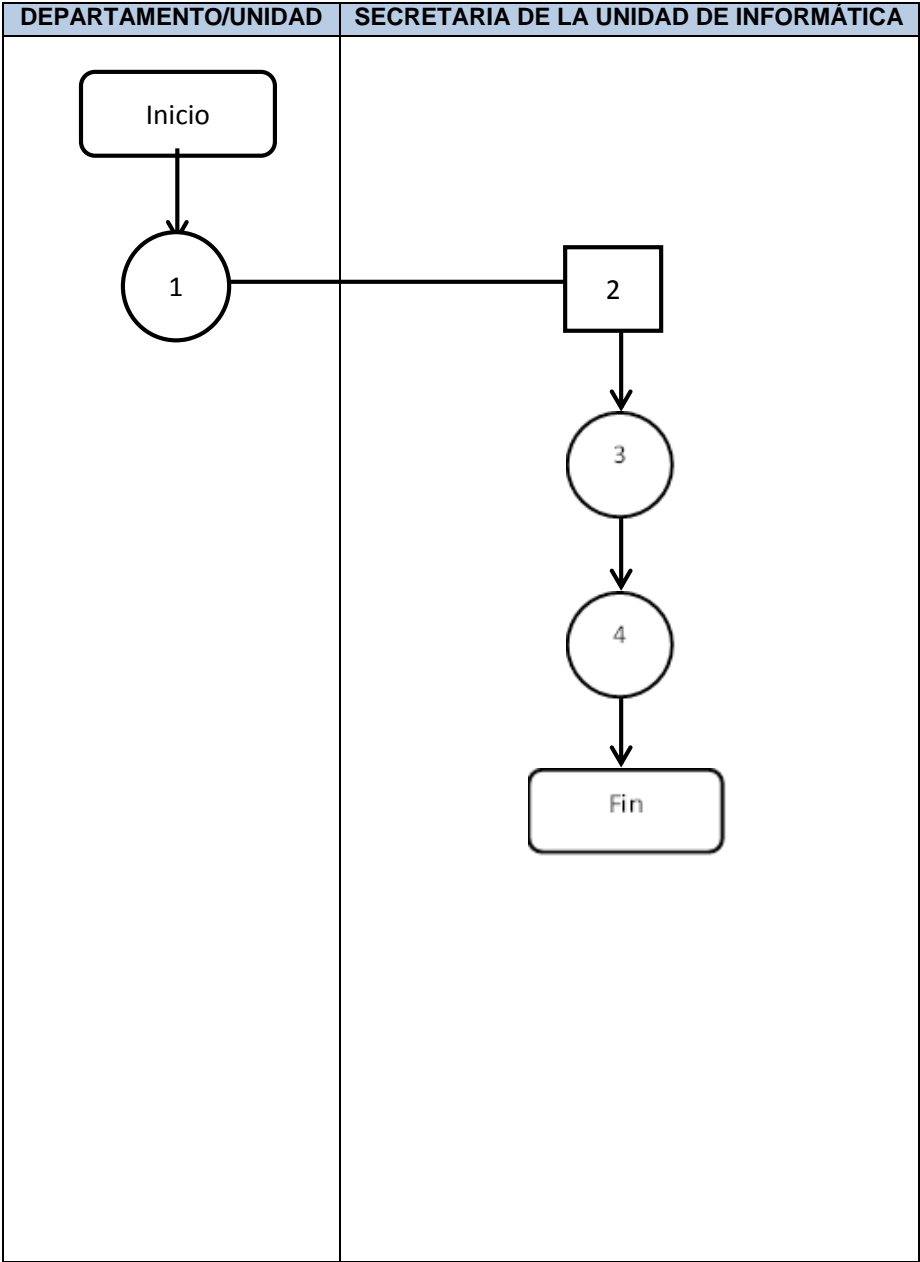 DEPARTAMENTO/UNIDAD
SECRETARIA DE LA UNIDAD DE INFORMÁTICA
Inicio
1
2
3
4
Fin